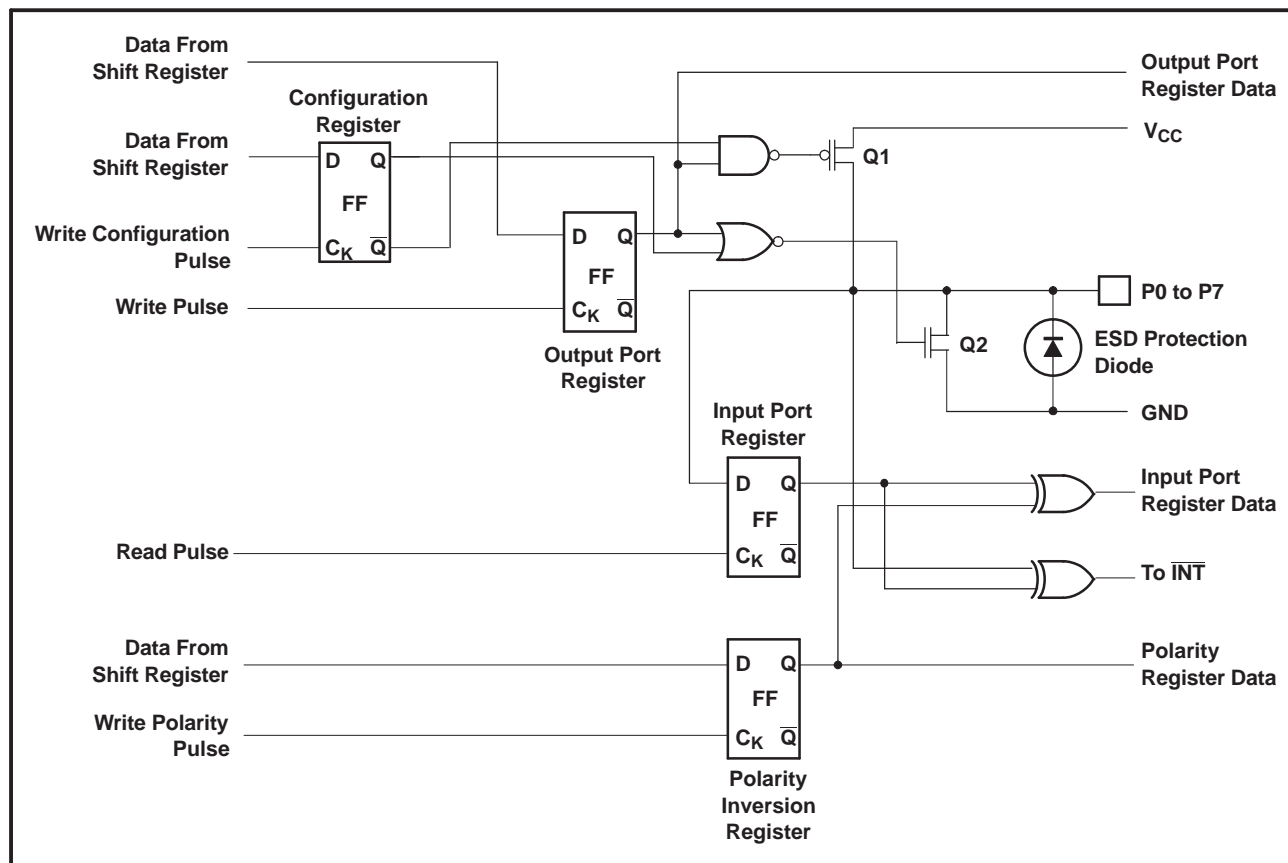 Data From
Shift Register
Output Port
Register Data
Configuration
Register
VCC
Data From
Shift Register
D Q
Q1
FF
Write Configuration
Pulse
CK Q
D Q
FF
P0 to P7
Write Pulse
CK Q
Q2
ESD Protection
Diode
Output Port
Register
GND
Input Port
Register
D Q
Input Port
Register Data
FF
Read Pulse
CK Q
To INT
Data From
Shift Register
D Q
Polarity
Register Data
FF
Write Polarity
Pulse
CK Q
Polarity
Inversion
Register